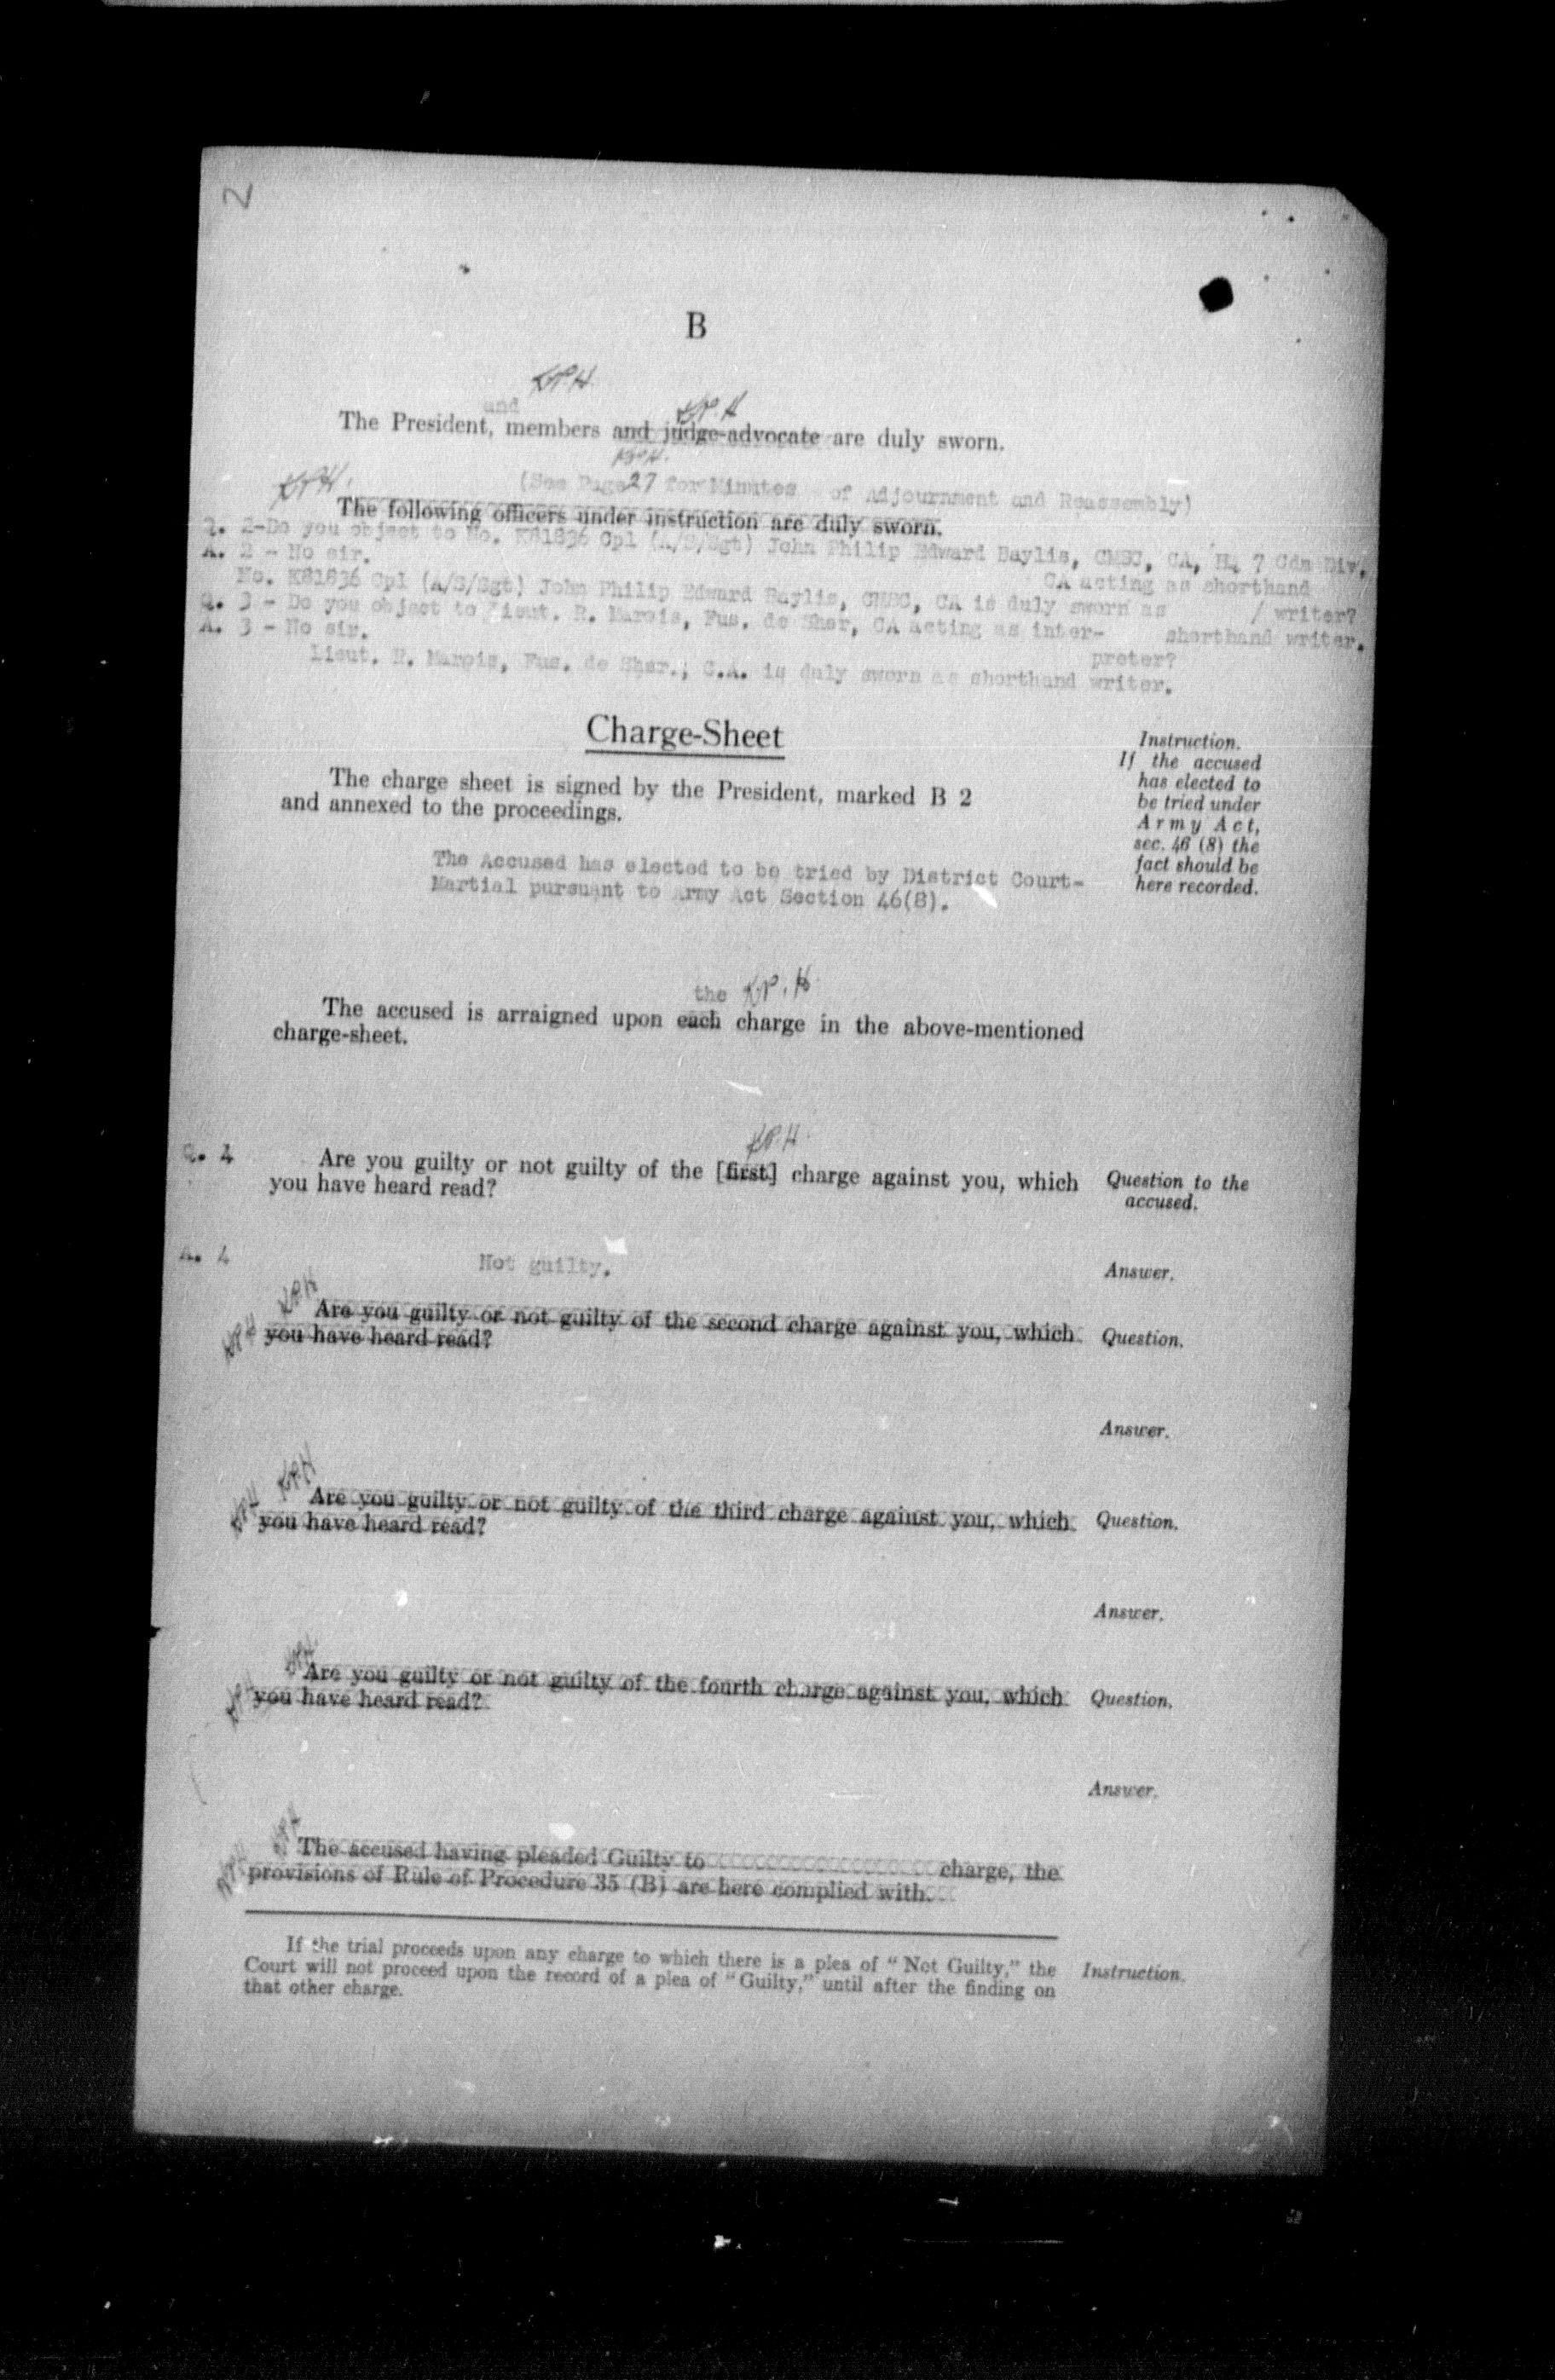 2
B
K.P.H.
and K.P.H
The President, members and judge-advocate are duly sworn.
K.P.H.
K.P.H. (See Page 27 for Minutes of Adjournment and Reassembly)
The following officers under instruction are duly sworn.
Q. 2-Do you object to No. K81836 Cpl (A/S/Sgt) John Philip Edward Baylis, CMSC, CA, HQ 7 Cdn Div,
CA acting as shorthand
/ writer?
A. 2 - No sir.
No. K81836 Cpl (A/S/Sgt) John Philip Edward Baylis, CMSC, CA is duly sworn as
shorthand writer.
Q. 3 - Do you object to Lieut. R. Marois, Fus. de Sher, CA acting as inter-
preter?
A. 3 - No sir.
Lieut. R. Marois, Fus. de Sher.; C.A. is duly sworn as shorthand writer.
Charge-Sheet
The charge sheet is signed by the President, marked B 2
and annexed to the proceedings.
Instruction.
If the accused
has elected to
be tried under
Army Act,
sec. 46 (8) the
fact should be
here recorded.
The Accused has elected to be tried by District Court-
Martial pursuant to Army Act Section 46(8).
the K.P.H.
The accused is arraigned upon each charge in the above-mentioned
charge-sheet.
K.P.H.
Q. 4 Are you guilty or not guilty of the [first] charge against you, which
you have heard read?
Question to the
accused.
A. 4 Not guilty. Answer.
K.P.H
Are you guilty or not guilty of the second charge against you, which
K.P.H you have heard read? Question.
Answer.
K.P.H
Are you guilty or not guilty of the third charge against you, which
K.P.H you have heard read? Question.
Answer.
K.P.H
Are you guilty or not guilty of the fourth charge against you, which
K.P.H you have heard read? Question.
Answer.
K.P.H
The accused having pleaded Guilty to charge, the
K.P.H provisions of Rule of Procedure 35 (B) are here complied with.
If the trial proceeds upon any charge to which there is a plea of "Not Guilty," the
Court will not proceed upon the record of a plea of "Guilty," until after the finding on
that other charge.
Instruction.